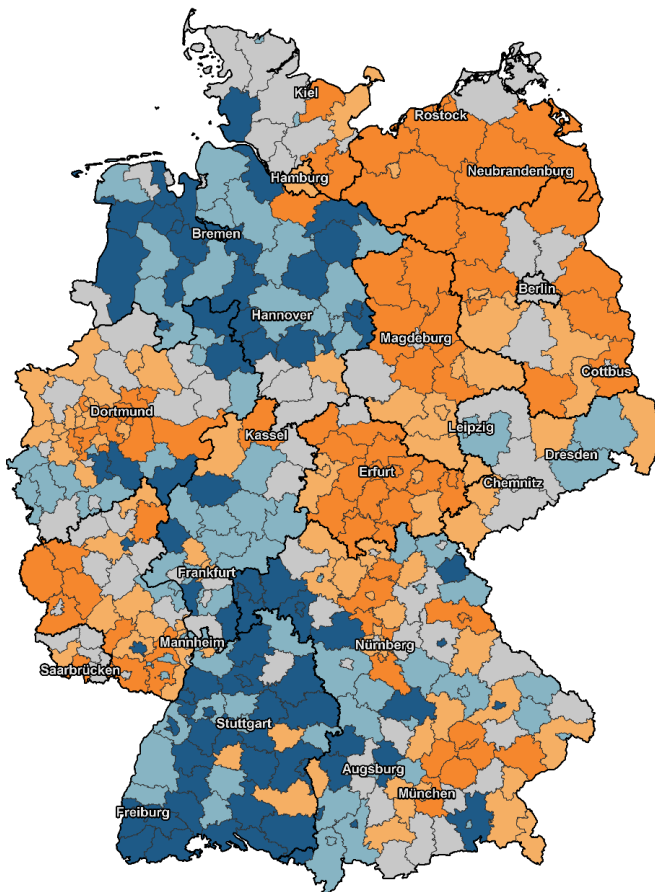 Kiel
Rostock
Neubrandenburg
Hamburg
Bremen
Berlin
Hannover
Magdeburg
Cottbus
Dortmund
Kassel
Leipzig
Dresden
Erfurt
Chemnitz
Frankfurt
Mannheim
Nürnberg
Saarbrücken
Stuttgart
Augsburg
München
Freiburg